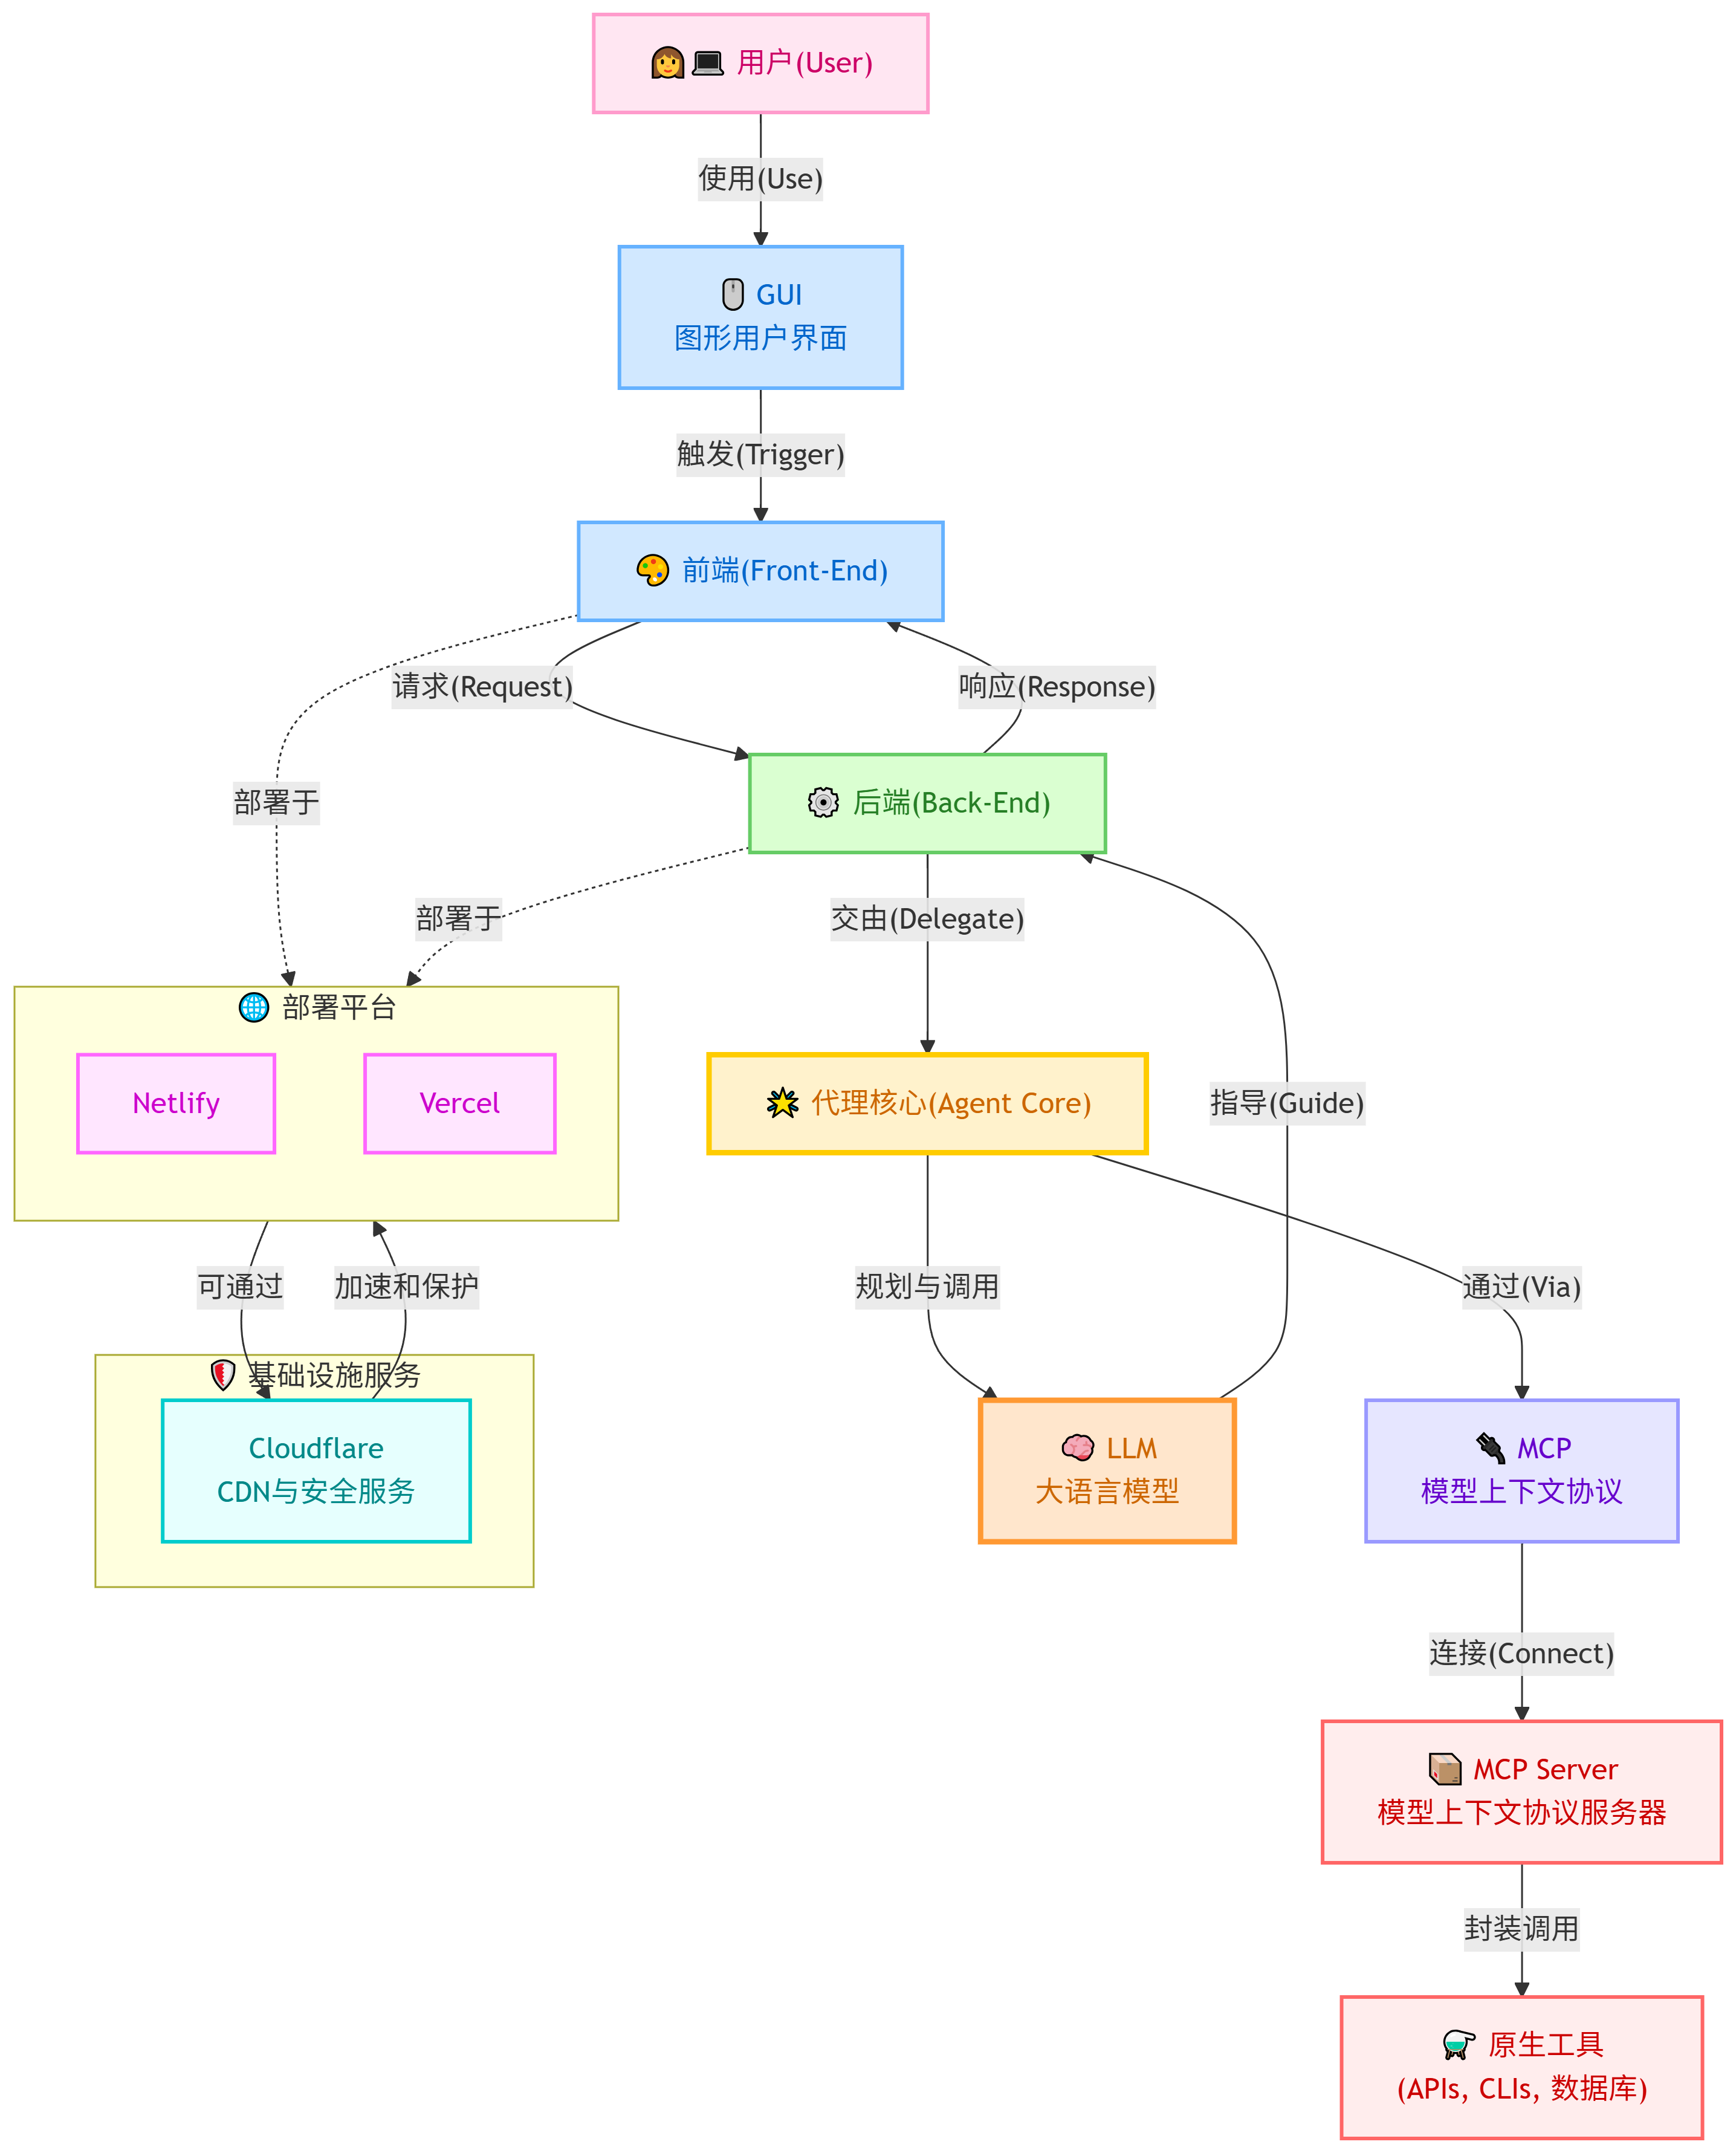 用户(User)
使用(Use)
GUI
图形用户界面
触发(Trigger)
前端(Front-End)
请求(Request)
响应(Response)
部署于
后端(Back-End)
部署于
交由(Delegate)
部署平台
Netlify
Vercel
代理核心(Agent Core)
指导(Guide)
可通过
加速和保护
规划与调用
通过(Via)
基础设施服务
Cloudflare
CDN与安全服务
LLM
大语言模型
MCP
模型上下文协议
连接(Connect)
MCP Server
模型上下文协议服务器
封装调用
原生工具
(APIs, CLIs, 数据库)